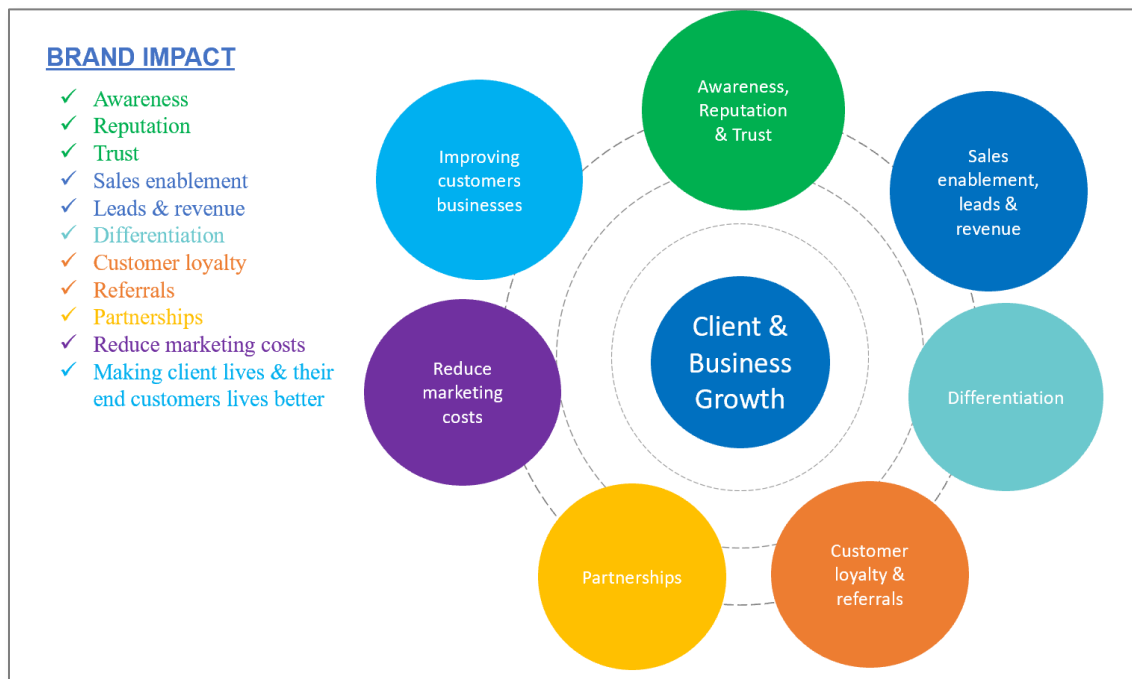 BRAND IMPACT
✓ Awareness
✓ Reputation
✓ Trust
✓ Sales enablement
✓ Leads & revenue
✓ Differentiation
✓ Customer loyalty
✓ Referrals
✓ Partnerships
✓ Reduce marketing costs
✓ Making client lives & their
end customers lives better
Awareness,
Reputation
& Trust
Sales
enablement,
leads &
revenue
Differentiation
Customer
loyalty &
referrals
Partnerships
Reduce
marketing
costs
Improving
customers
businesses
Client &
Business
Growth